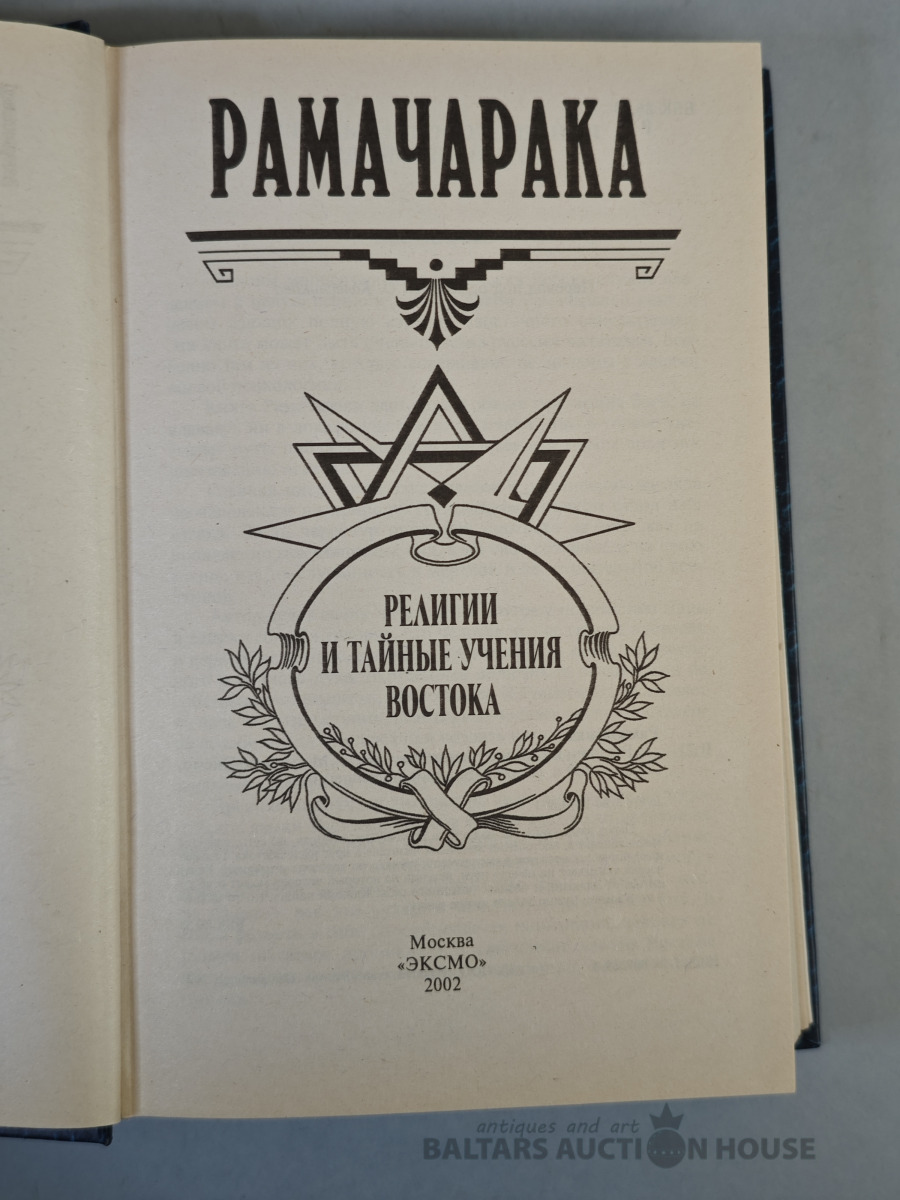 РАМАЧАРАКА
РЕЛИГИИ
И ТАЙНЫЕ УЧЕНИЯ
ВОСТОКА
Москва
«ЭКСМО»
2002
antiques and art
BALTARS AUCTION HOUSE